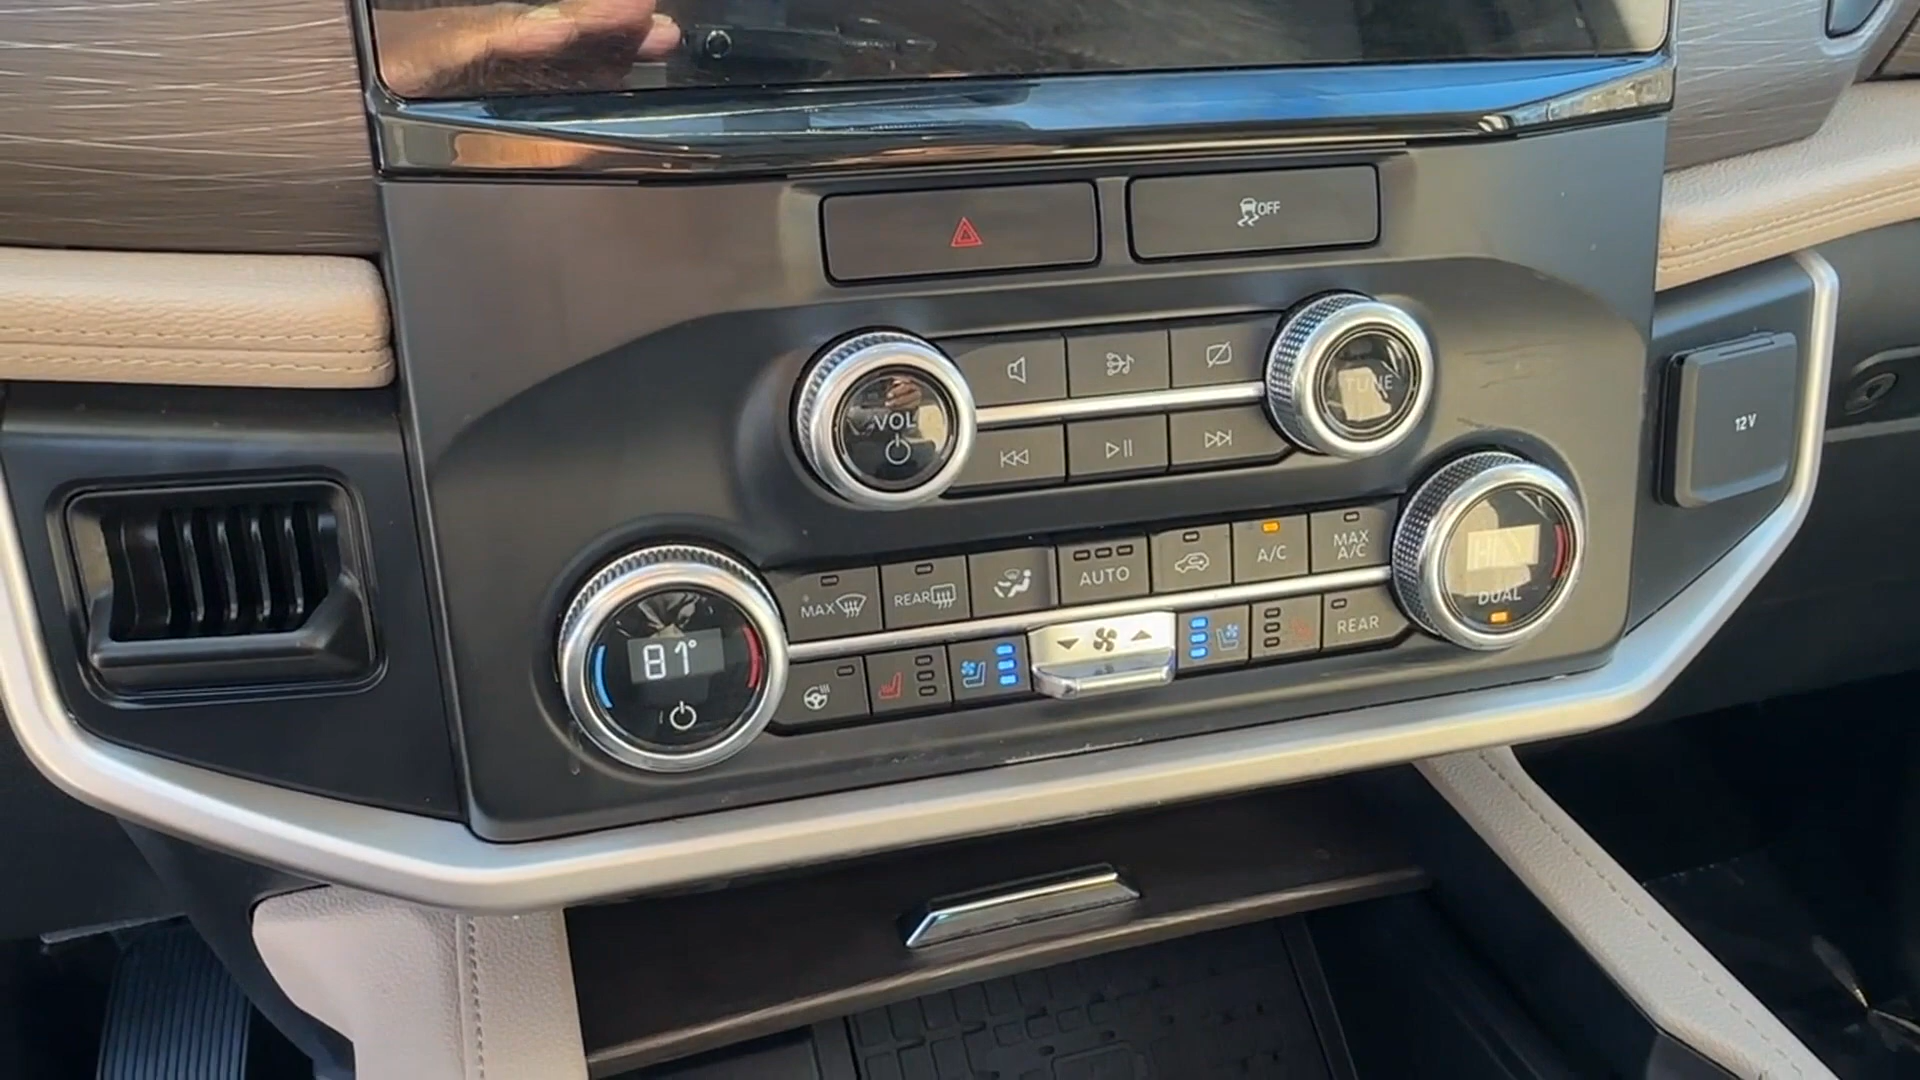 OFF
VOL
TUNE
12V
MAX
REAR
AUTO
A/C
MAX
A/C
DUAL
81°
REAR